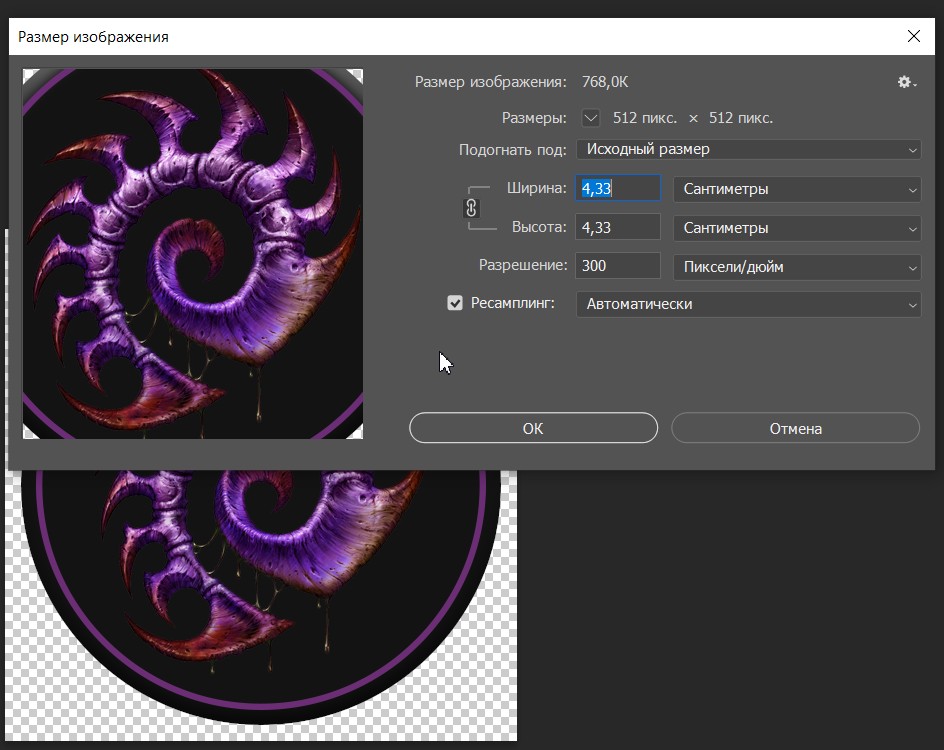 Размер изображения
Размер изображения: 768,0K
Размеры: 512 пикс. × 512 пикс.
Подогнать под: Исходный размер
Ширина: 4,33 Сантиметры
Высота: 4,33 Сантиметры
Разрешение: 300 Пиксели/дюйм
Ресамплинг: Автоматически
ОК Отмена